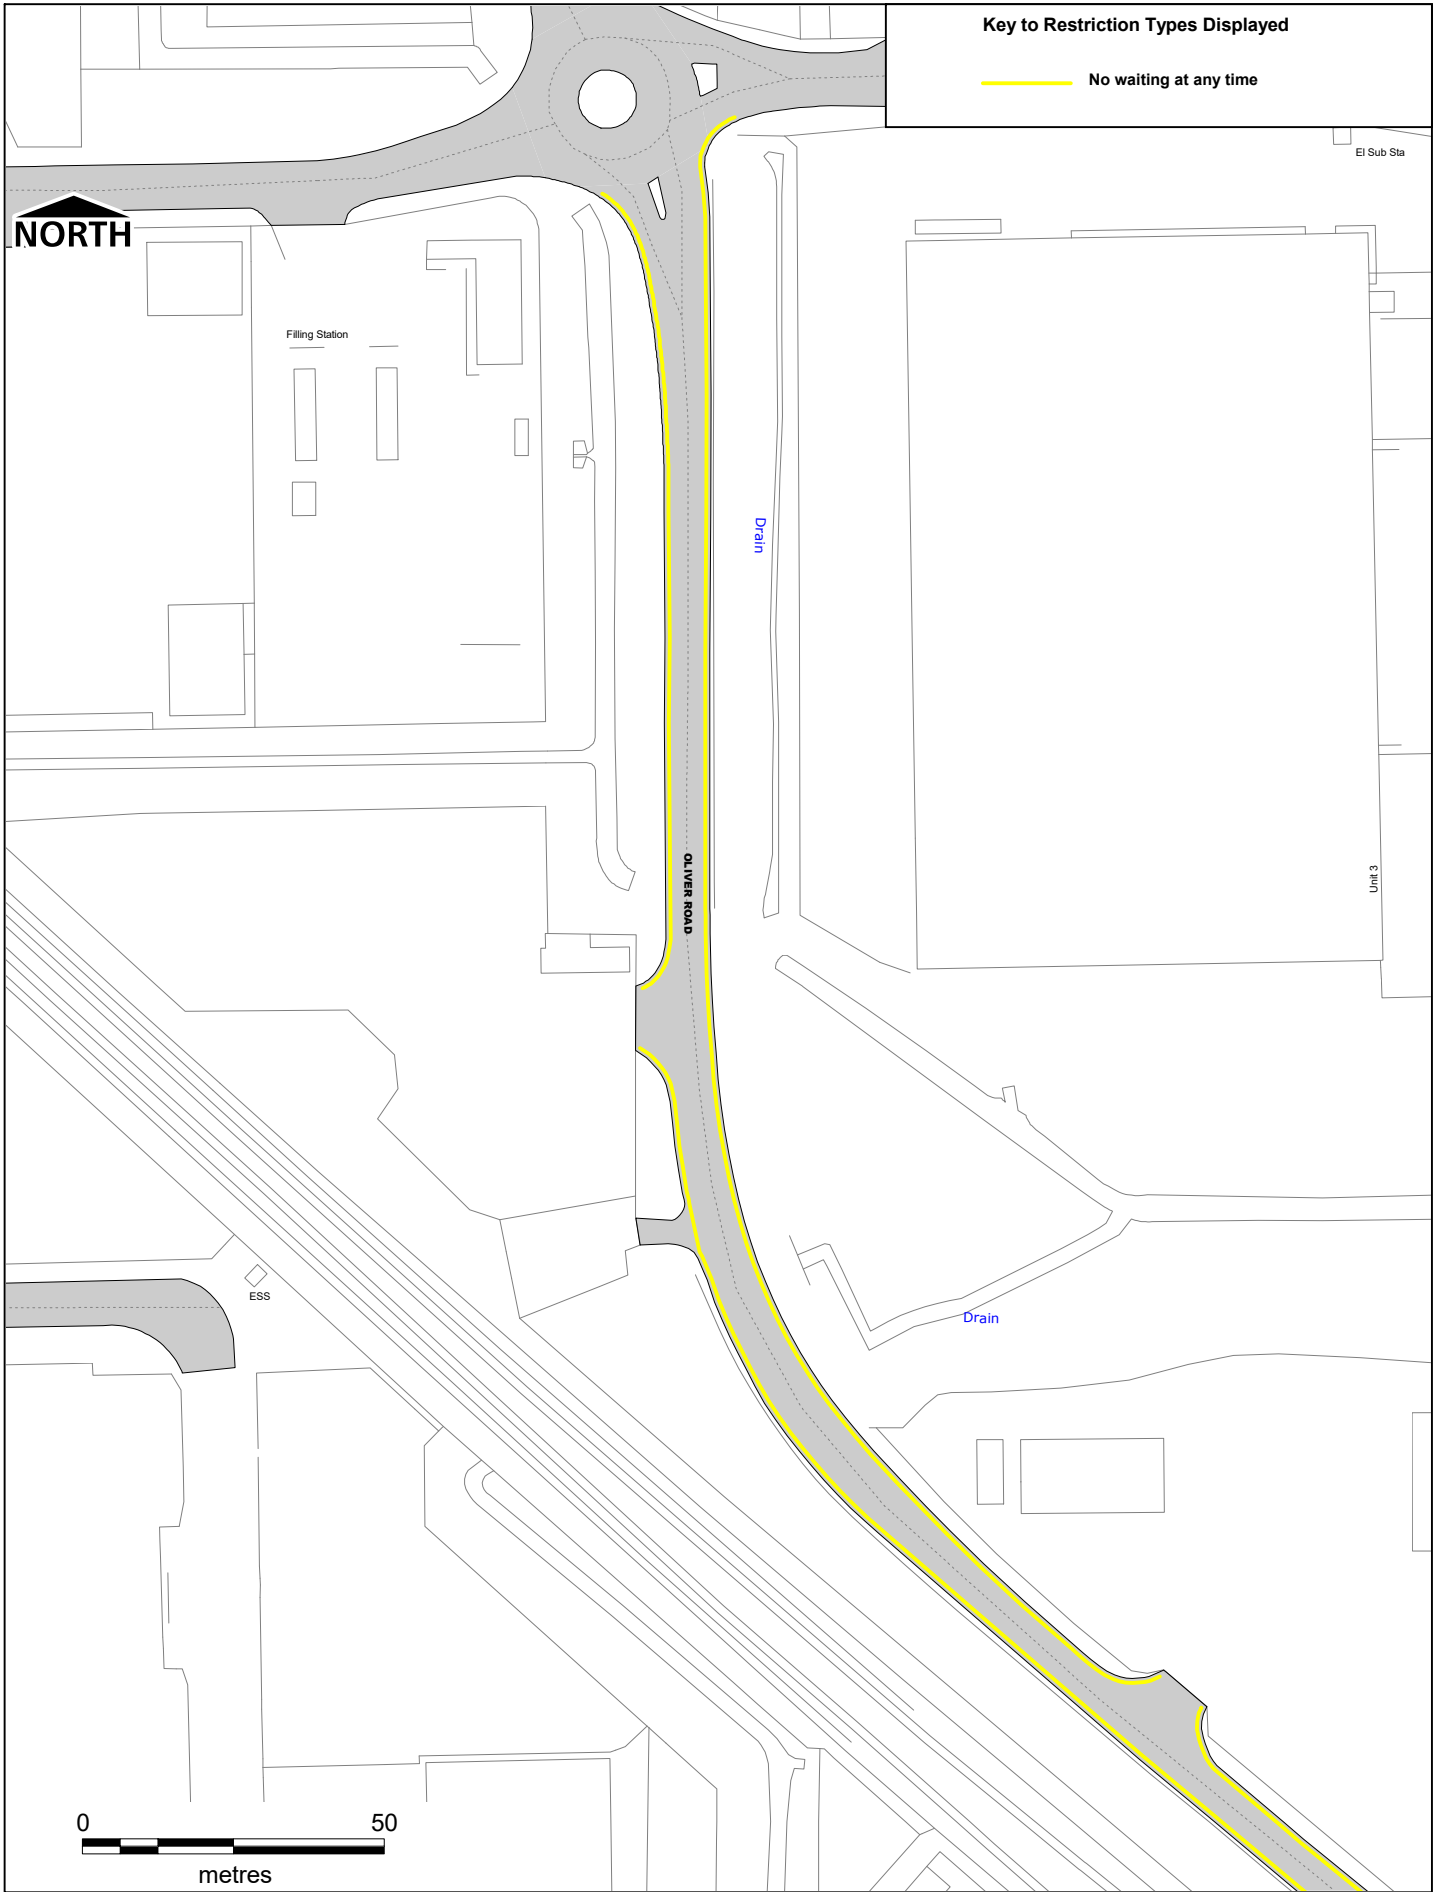 Key to Restriction Types Displayed
No waiting at any time
El Sub Sta
NORTH
Filling Station
Drain
OLIVER ROAD
Unit 3
ESS
Drain
0 50
metres